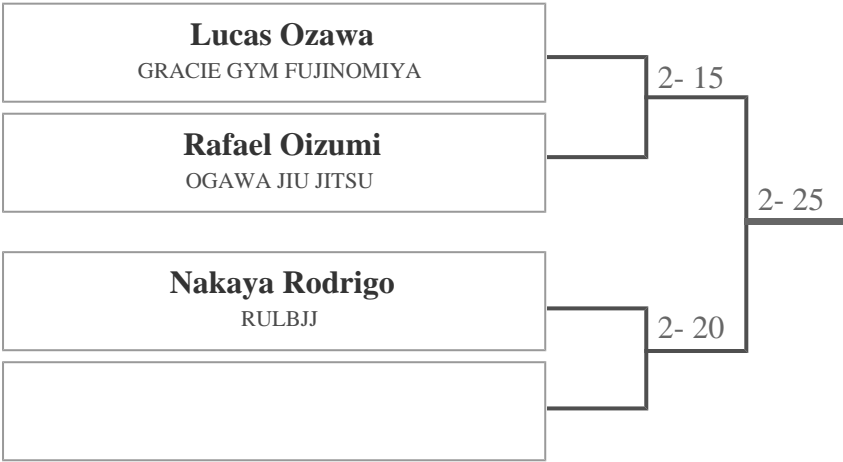 Lucas Ozawa
GRACIE GYM FUJINOMIYA
2- 15
Rafael Oizumi
OGAWA JIU JITSU
2- 25
Nakaya Rodrigo
RULBJJ
2- 20